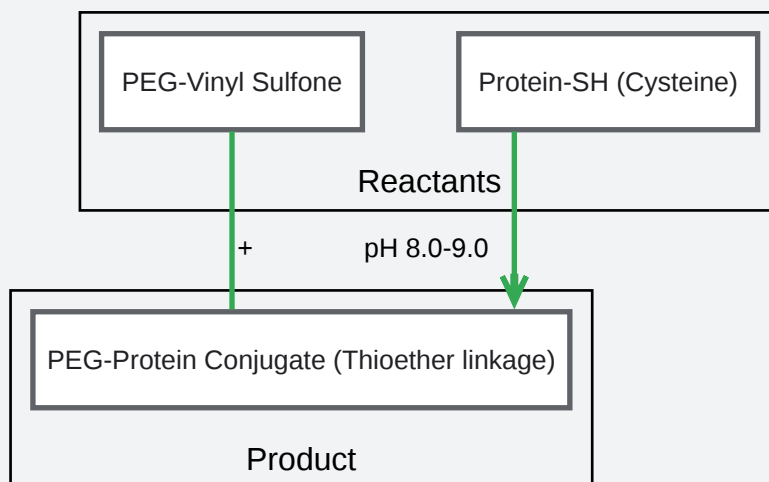 PEG-Vinyl Sulfone
Protein-SH (Cysteine)
Reactants
+
pH 8.0-9.0
PEG-Protein Conjugate (Thioether linkage)
Product